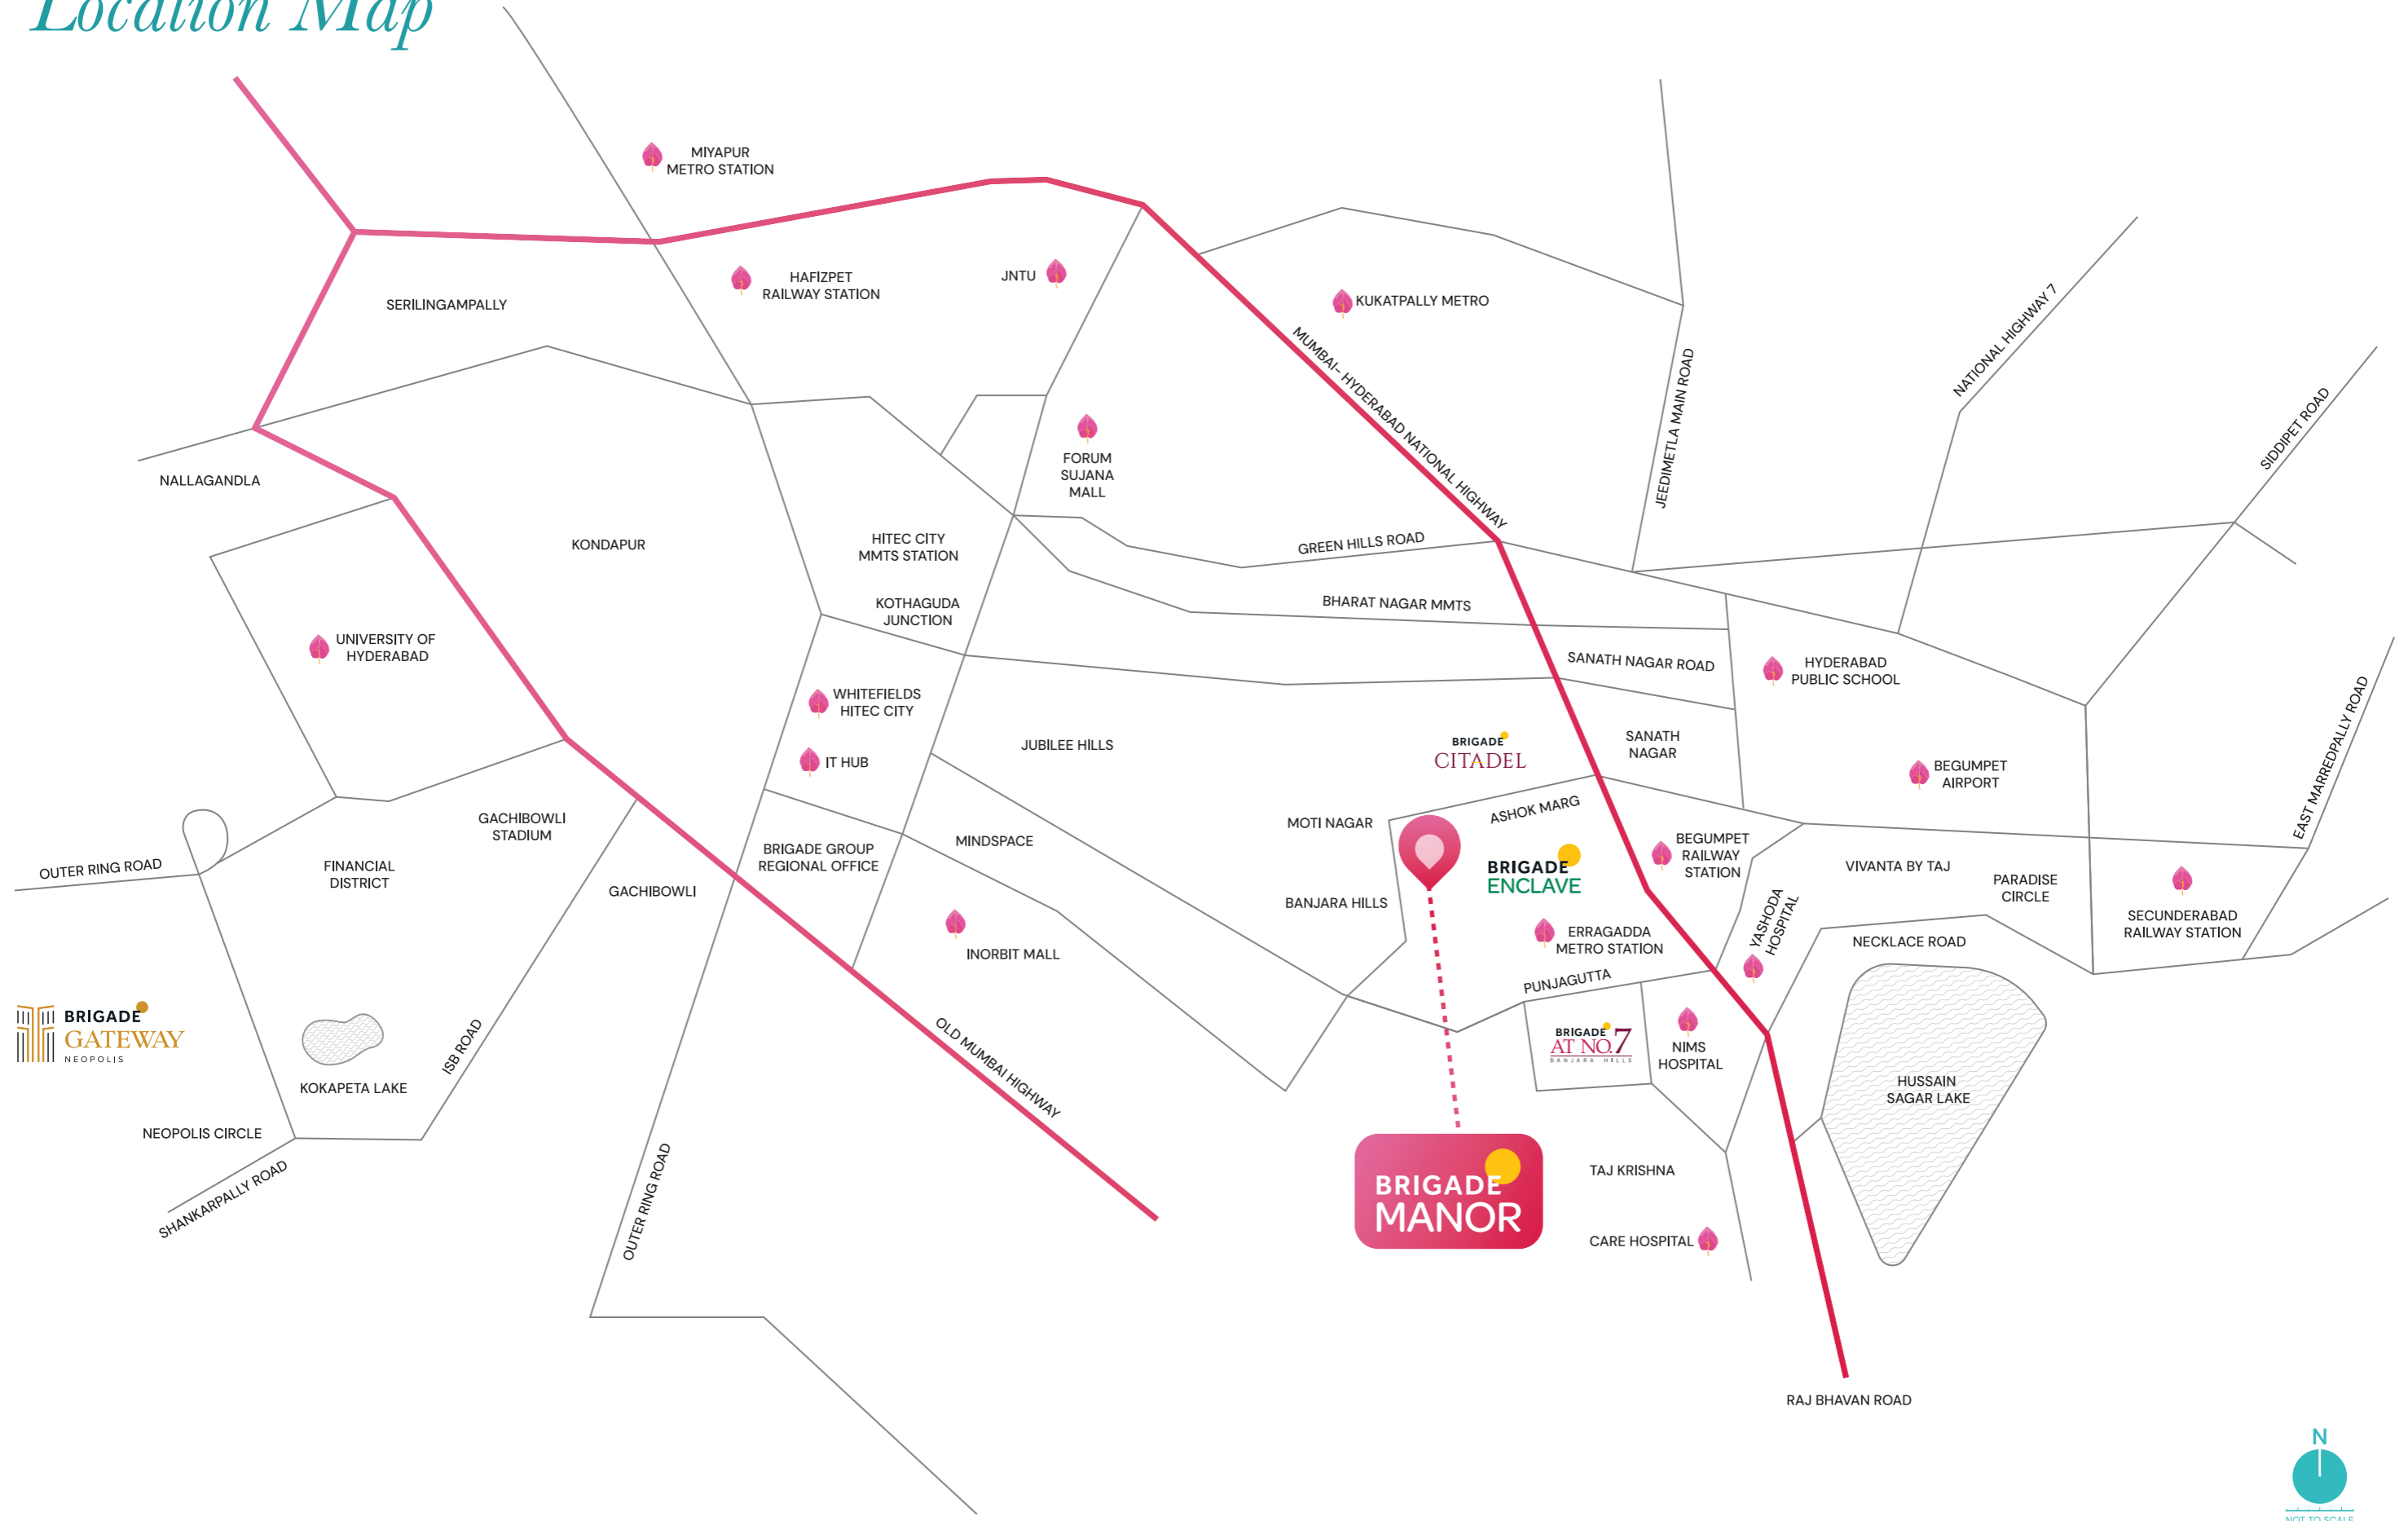 Location Map
MIYAPUR
METRO STATION
HAFIZPET
RAILWAY STATION
JNTU
KUKATPALLY METRO
SERILINGAMPALLY
MUMBAI- HYDERABAD NATIONAL HIGHWAY
JEEDIMETLA MAIN ROAD
NATIONAL HIGHWAY 7
SIDDIPET ROAD
NALLAGANDLA
FORUM
SUJANA
MALL
KONDAPUR
HITEC CITY
MMTS STATION
GREEN HILLS ROAD
KOTHAGUDA
JUNCTION
BHARAT NAGAR MMTS
UNIVERSITY OF
HYDERABAD
SANATH NAGAR ROAD
HYDERABAD
PUBLIC SCHOOL
WHITEFIELDS
HITEC CITY
IT HUB
JUBILEE HILLS
BRIGADE
CITADEL
SANATH
NAGAR
BEGUMPET
AIRPORT
EAST MARREDPALLY ROAD
GACHIBOWLI
STADIUM
MOTI NAGAR
ASHOK MARG
BRIGADE GROUP
REGIONAL OFFICE
MINDSPACE
BEGUMPET
RAILWAY
STATION
OUTER RING ROAD
FINANCIAL
DISTRICT
BRIGADE
ENCLAVE
VIVANTA BY TAJ
PARADISE
CIRCLE
GACHIBOWLI
BANJARA HILLS
YASHODA
HOSPITAL
SECUNDERABAD
RAILWAY STATION
INORBIT MALL
ERRAGADDA
METRO STATION
NECKLACE ROAD
PUNJAGUTTA
BRIGADE
GATEWAY
NEOPOLIS
ISB ROAD
OLD MUMBAI HIGHWAY
BRIGADE
AT NO.7
BANJARA HILLS
NIMS
HOSPITAL
KOKAPETA LAKE
HUSSAIN
SAGAR LAKE
NEOPOLIS CIRCLE
SHANKARPALLY ROAD
OUTER RING ROAD
BRIGADE
MANOR
TAJ KRISHNA
CARE HOSPITAL
RAJ BHAVAN ROAD
N
NOT TO SCALE